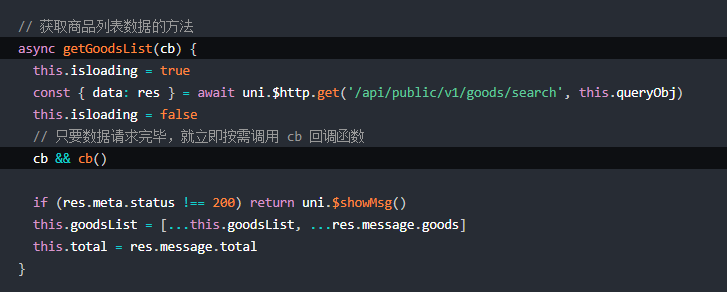 // 获取商品列表数据的方法
async getGoodsList(cb) {
  this.isloading = true
  const { data: res } = await uni.$http.get('/api/public/v1/goods/search', this.queryObj)
  this.isloading = false
  // 只要数据请求完毕，就立即按需调用 cb 回调函数
  cb && cb()

  if (res.meta.status !== 200) return uni.$showMsg()
  this.goodsList = [...this.goodsList, ...res.message.goods]
  this.total = res.message.total
}